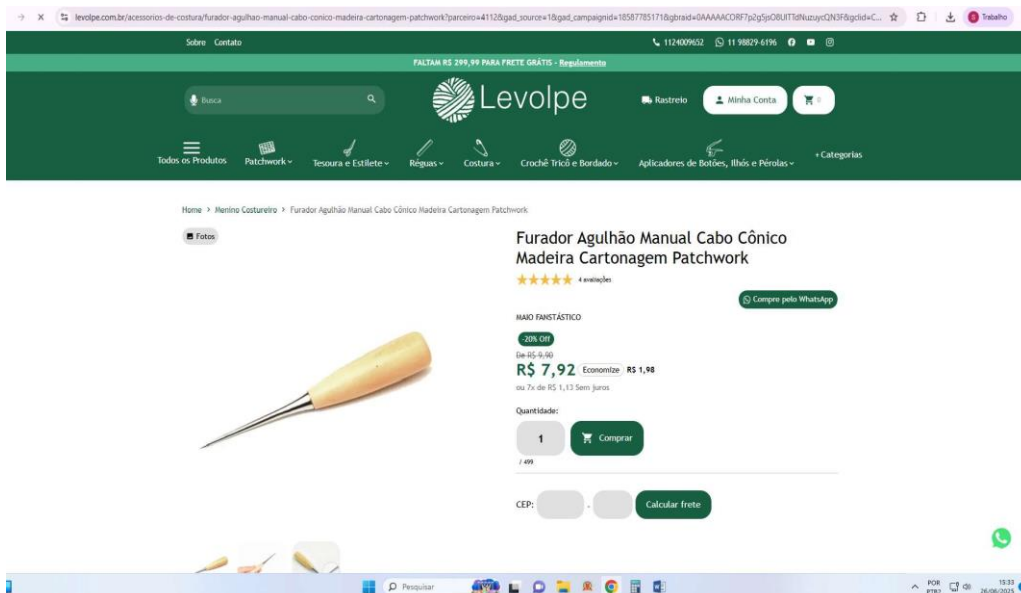 levolpe.com.br/acessorios-de-costura/furador-agulhao-manual-cabo-conico-madeira-cartonagem-patchwork?parceiro=4112&gad_source=1&gad_campaignid=18587785171&gbraid=
Trabalho
Sobre Contato
1124009652 11 98829-6196
FALTAM R$ 299,99 PARA FRETE GRÁTIS - Regulamento
Busca
Levolpe
Rastreio
Minha Conta
0
Todos os Produtos
Patchwork
Tesoura e Estilete
Réguas
Costura
Crochê Tricô e Bordado
Aplicadores de Botões, Ilhós e Pérolas
+ Categorias
Home > Menino Costureiro > Furador Agulhão Manual Cabo Cônico Madeira Cartonagem Patchwork
Fotos
Furador Agulhão Manual Cabo Cônico
Madeira Cartonagem Patchwork
4 avaliações
Compre pelo WhatsApp
MAIO FANSTÁSTICO
-20% Off
De R$ 9,90
R$ 7,92 Economize R$ 1,98
ou 7x de R$ 1,13 Sem juros
Quantidade:
1
Comprar
/ 499
CEP:
-
Calcular frete
Pesquisar
POR
PTB2
13:33
26/06/2025